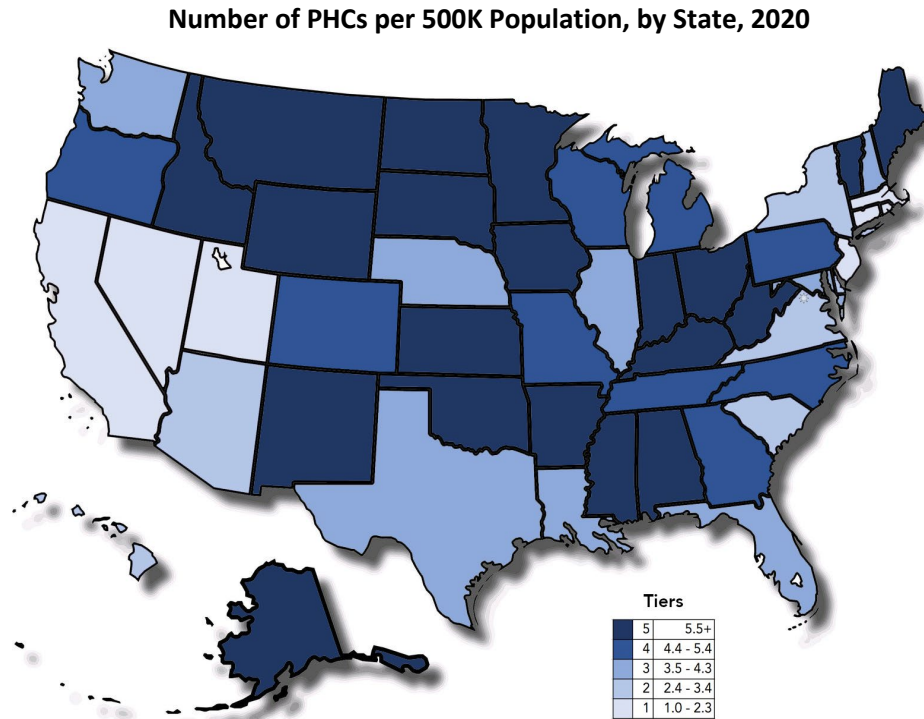 Number of PHCs per 500K Population, by State, 2020
Tiers
5 5.5+
4 4.4 - 5.4
3 3.5 - 4.3
2 2.4 - 3.4
1 1.0 - 2.3